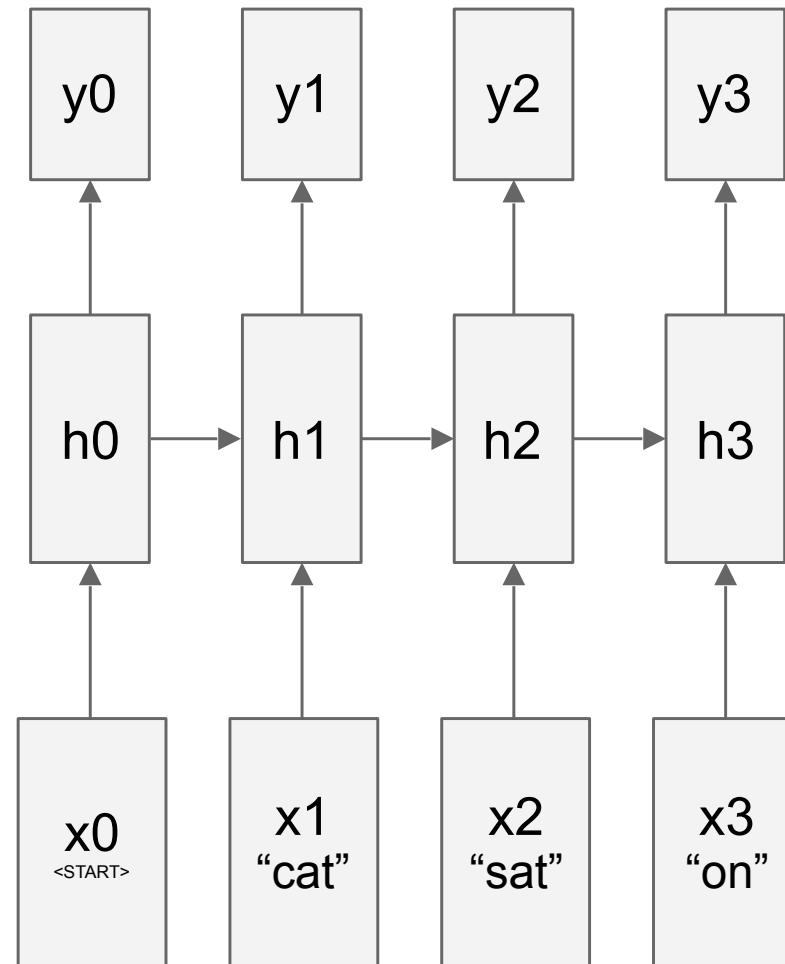 y0
y1
y2
y3
h0
h1
h2
h3
x0
<START>
x1
“cat”
x2
“sat”
x3
“on”